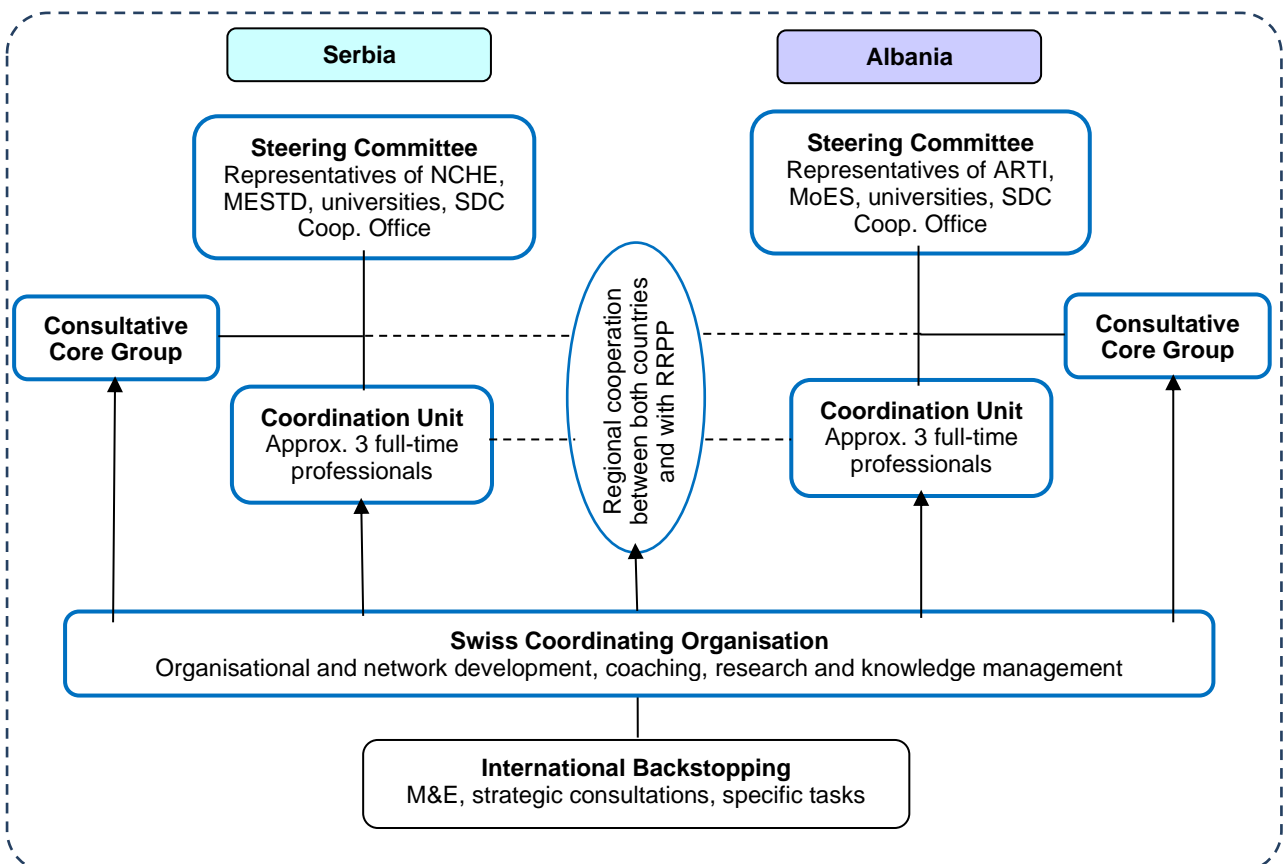 Serbia
Albania
Steering Committee
Representatives of NCHE,
MESTD, universities, SDC
Coop. Office
Steering Committee
Representatives of ARTI,
MoES, universities, SDC
Coop. Office
Consultative
Core Group
Regional cooperation
between both countries
and with RRPP
Consultative
Core Group
Coordination Unit
Approx. 3 full-time
professionals
Coordination Unit
Approx. 3 full-time
professionals
Swiss Coordinating Organisation
Organisational and network development, coaching, research and knowledge management
International Backstopping
M&E, strategic consultations, specific tasks